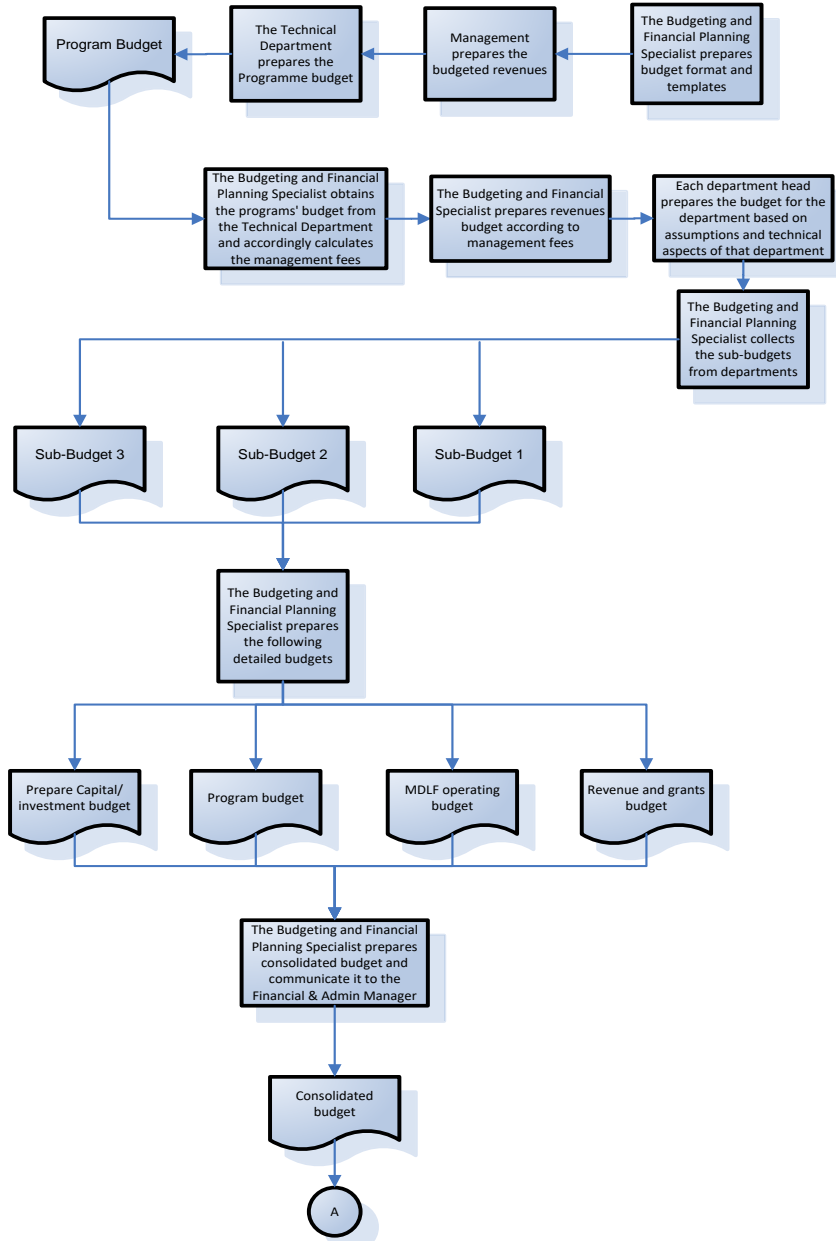 Program Budget
The Technical
Department
prepares the
Programme budget
Management
prepares the
budgeted revenues
The Budgeting and
Financial Planning
Specialist prepares
budget format and
templates
The Budgeting and Financial
Planning Specialist obtains
the programs' budget from
the Technical Department
and accordingly calculates
the management fees
The Budgeting and Financial
Specialist prepares revenues
budget according to
management fees
Each department head
prepares the budget for the
department based on
assumptions and technical
aspects of that department
The Budgeting and
Financial Planning
Specialist collects
the sub-budgets
from departments
Sub-Budget 3
Sub-Budget 2
Sub-Budget 1
The Budgeting and
Financial Planning
Specialist prepares
the following
detailed budgets
Prepare Capital/
investment budget
Program budget
MDLF operating
budget
Revenue and grants
budget
The Budgeting and Financial
Planning Specialist prepares
consolidated budget and
communicate it to the
Financial & Admin Manager
Consolidated
budget
A